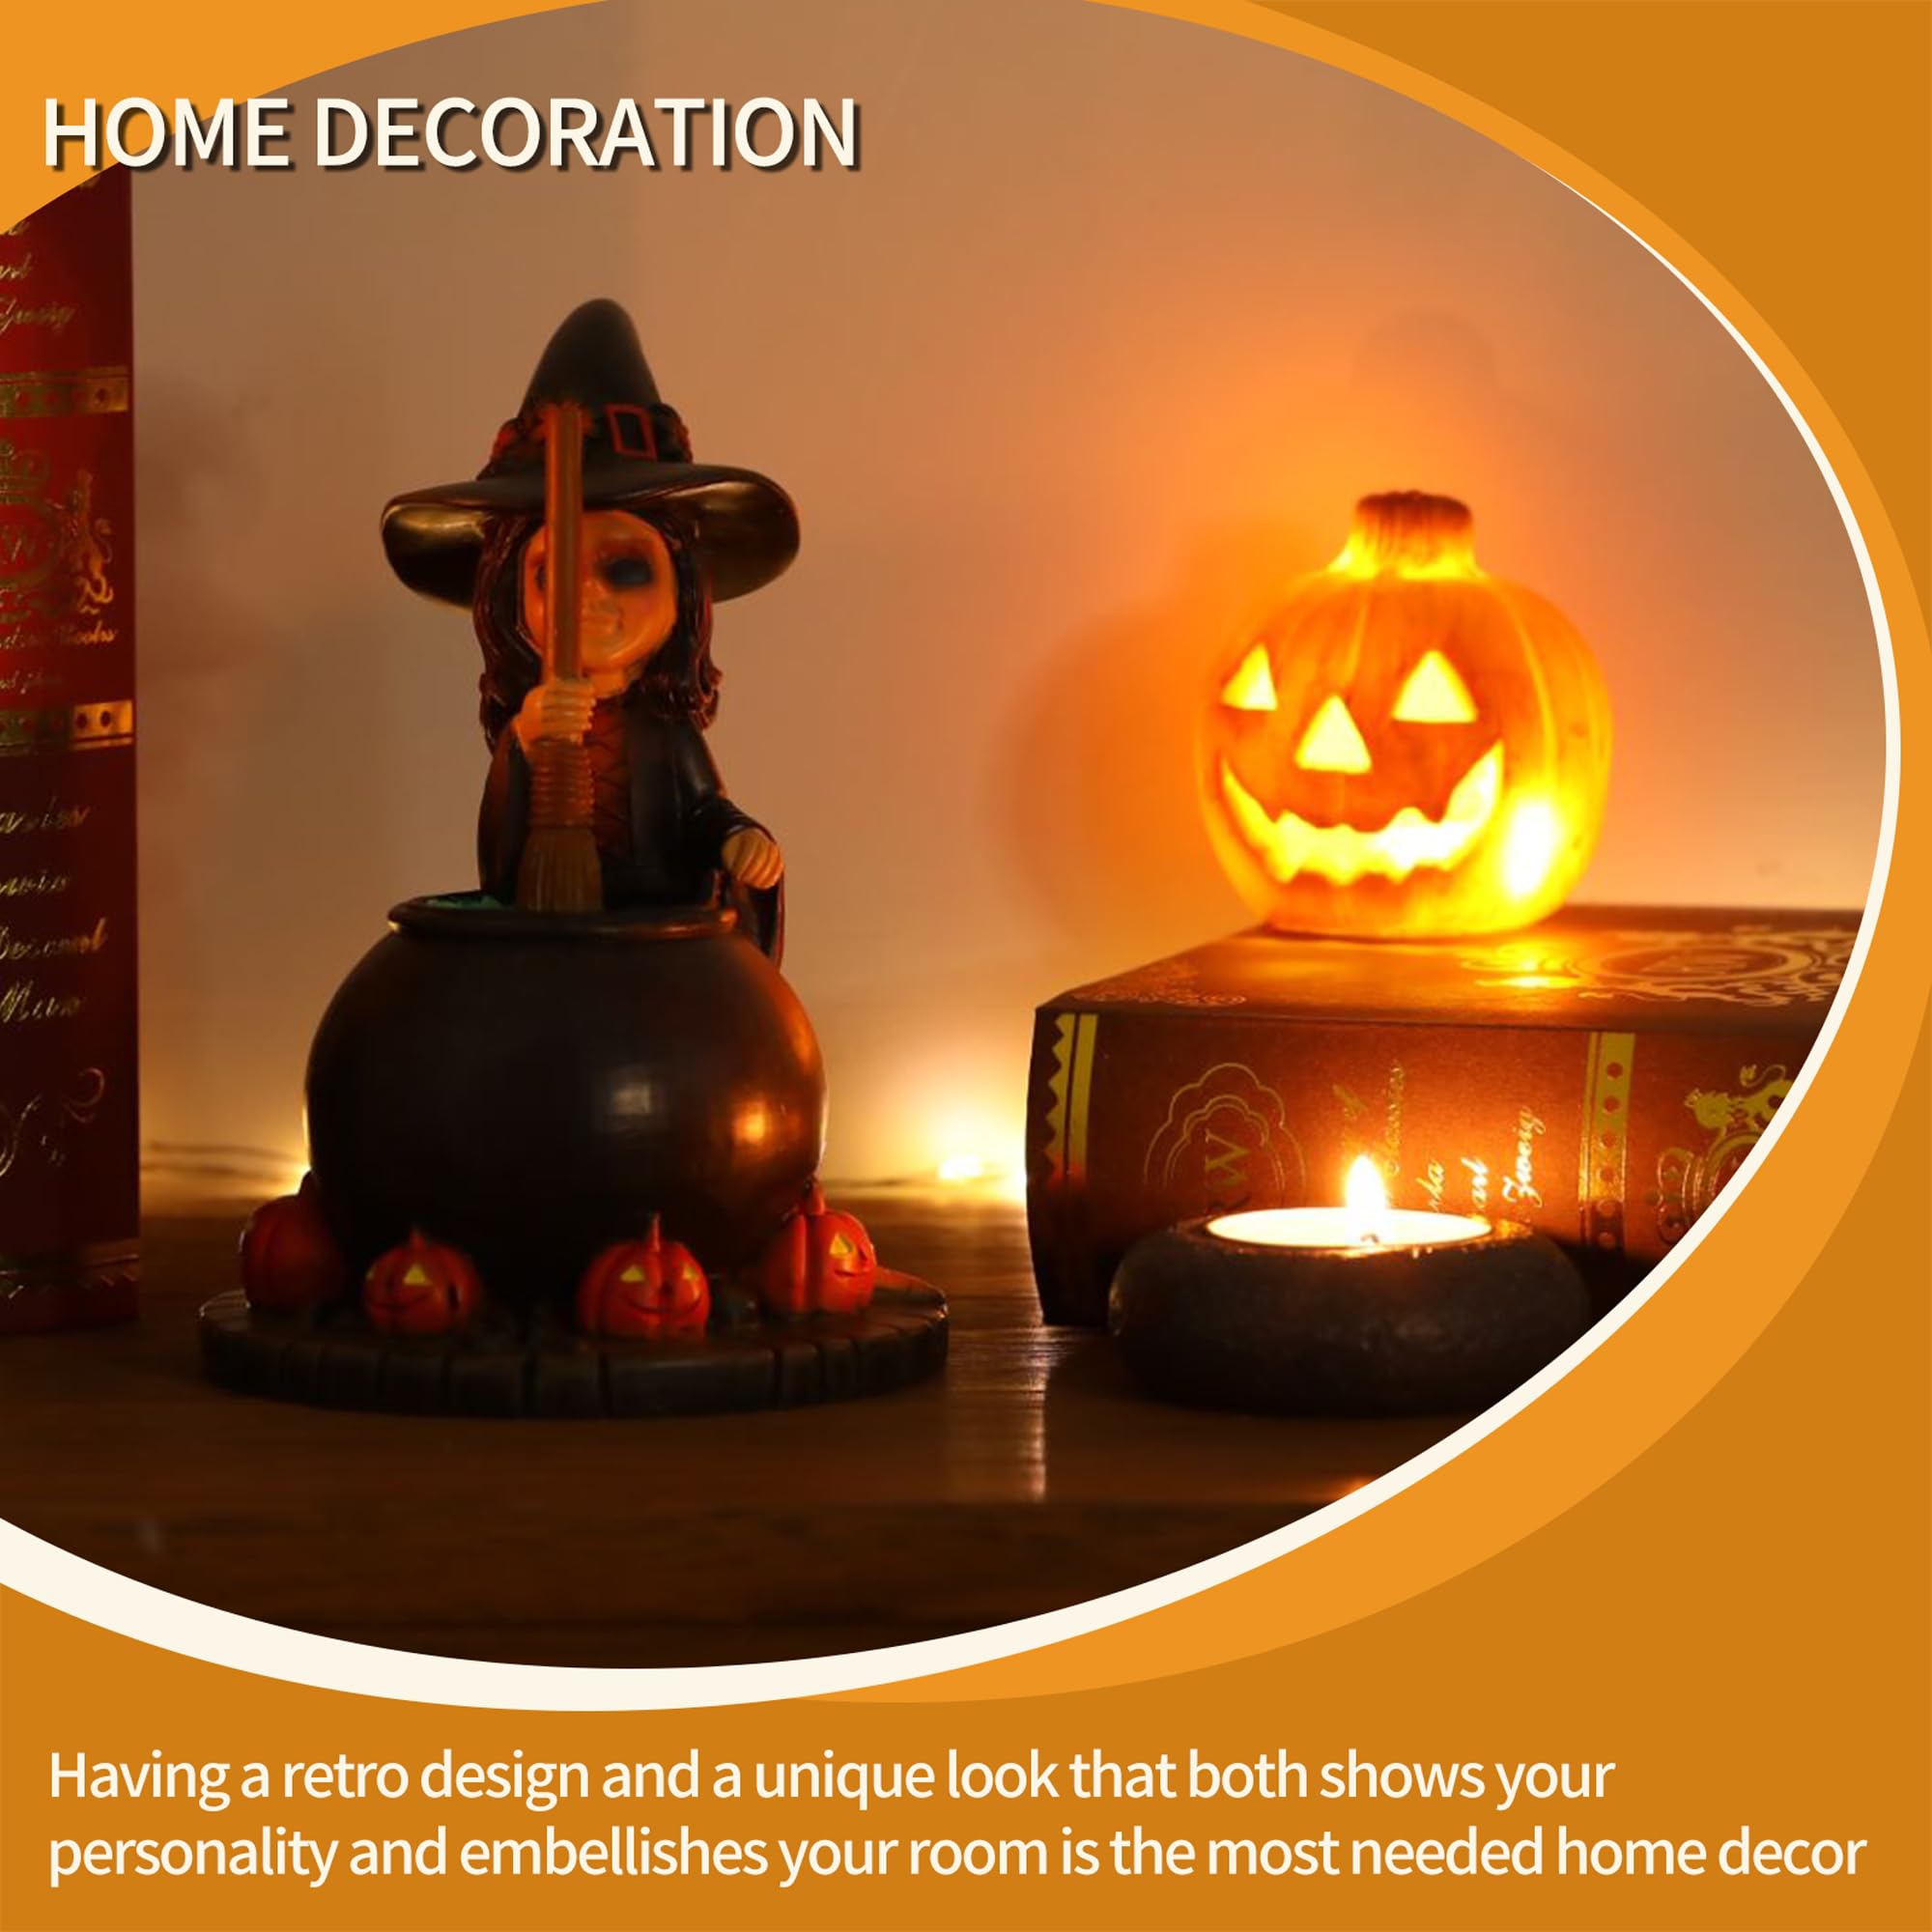 HOME DECORATION
W
Zwong
Having a retro design and a unique look that both shows your
personality and embellishes your room is the most needed home decor